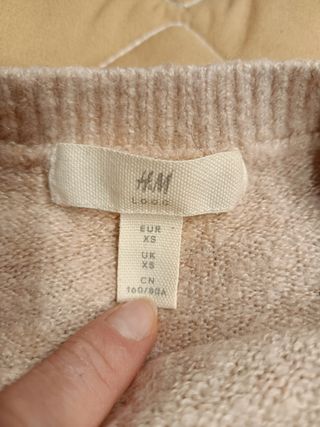 H&M
LOGG
EUR
XS
UK
XS
CN
160/80A